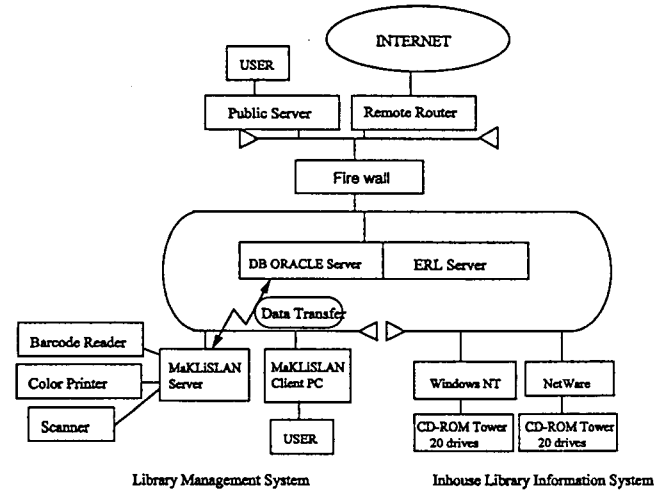 INTERNET
USER
Public Server
Remote Router
Fire wall
DB ORACLE Server
ERL Server
Data Transfer
Barcode Reader
Color Printer
Scanner
MaKLiSLAN
Server
MaKLiSLAN
Client PC
USER
Windows NT
NetWare
CD-ROM Tower
20 drives
CD-ROM Tower
20 drives
Library Management System
Inhouse Library Information System